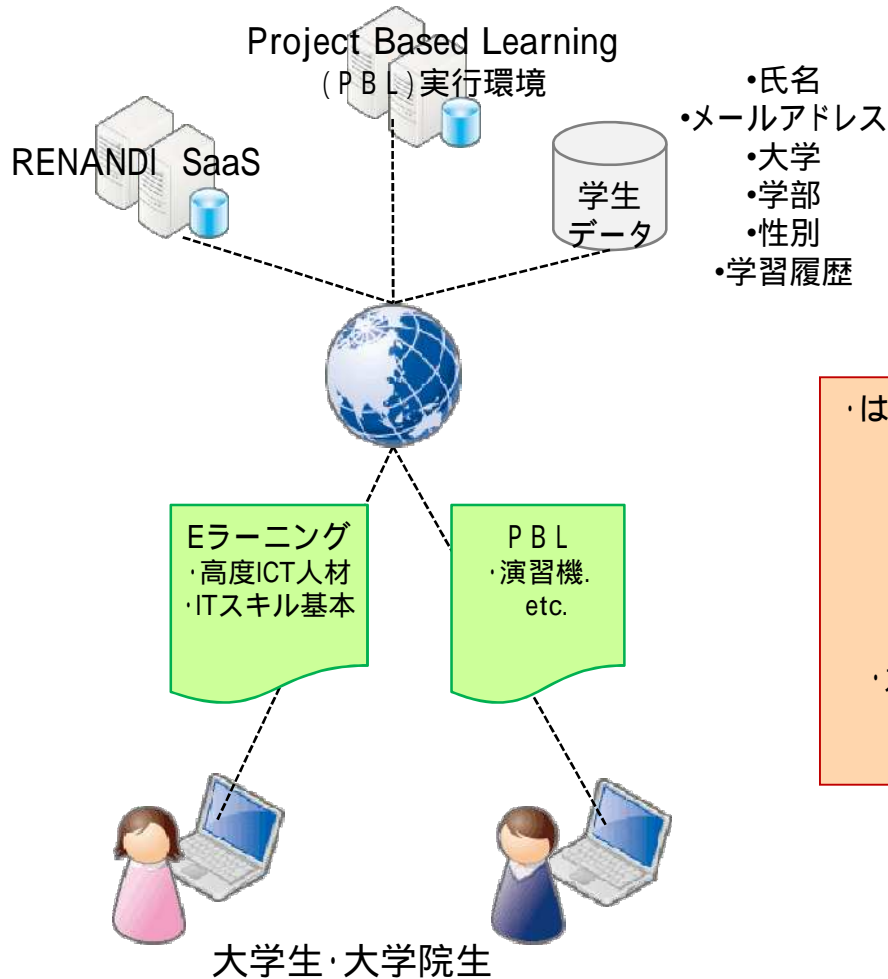 Project Based Learning
(PBL)実行環境
RENANDI SaaS
学生
データ
•氏名
•メールアドレス
•大学
•学部
•性別
•学習履歴
Eラーニング
･高度ICT人材
･ITスキル基本
PBL
･演習機.
etc.
･は
大学生･大学院生